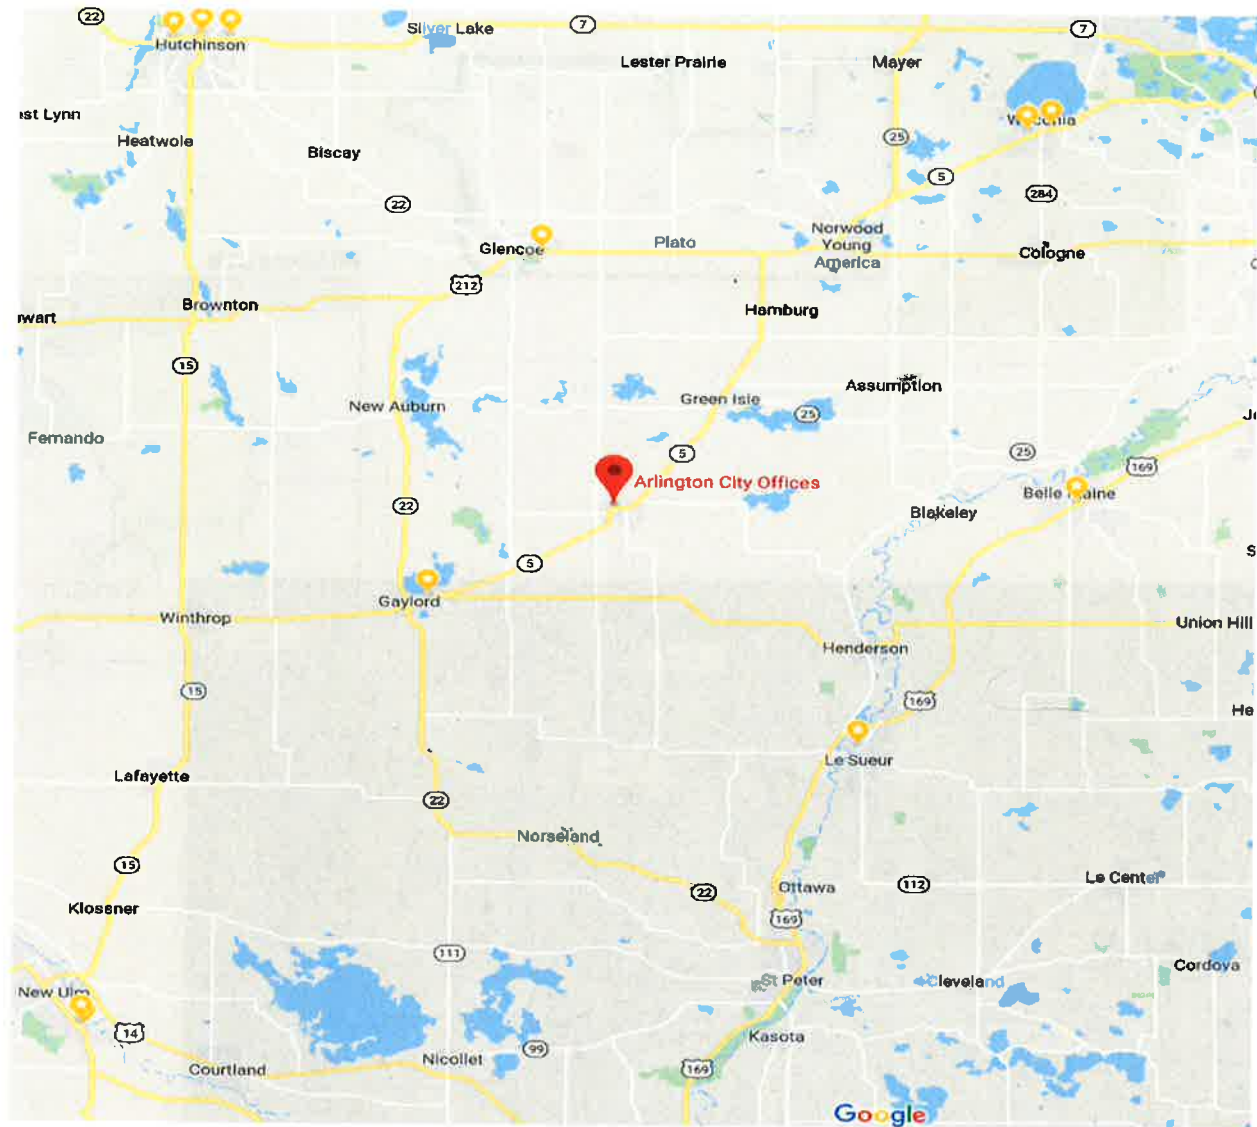 22
Hutchinson
Silver Lake
7
7
Lester Prairie
Mayer
Heatwole
Biscay
25
5
22
284
Glencoe
Plato
Norwood
Young
America
Cologne
212
Brownton
Hamburg
15
New Auburn
Green Isle
25
Assumption
Fernando
5
25
169
Arlington City Offices
22
Blakeley
5
Gaylord
Winthrop
Union Hill
Henderson
15
169
He
Le Sueur
Lafayette
22
Norseland
15
22
Ottawa
112
Le Center
Klossner
169
111
Cordova
New Ulm
St Peter
Cleveland
14
Kasota
99
Nicollet
Courtland
169
Google